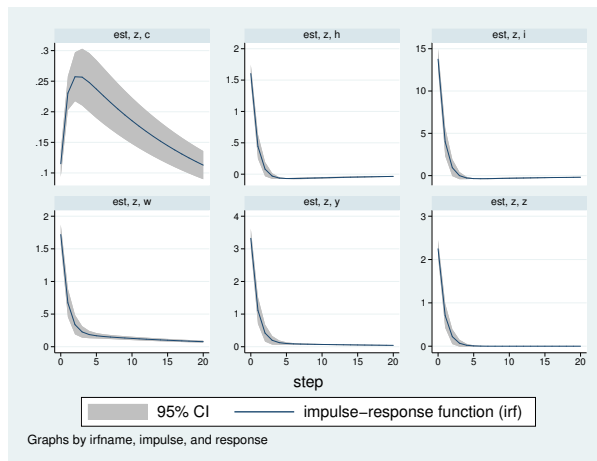 est, z, c
est, z, h
est, z, i
.3
.25
.2
.15
.1
2
1.5
1
.5
0
15
10
5
0
est, z, w
est, z, y
est, z, z
2
1.5
1
.5
0
4
3
2
1
0
3
2
1
0
0 5 10 15 20
0 5 10 15 20
0 5 10 15 20
step
95% CI
impulse−response function (irf)
Graphs by irfname, impulse, and response